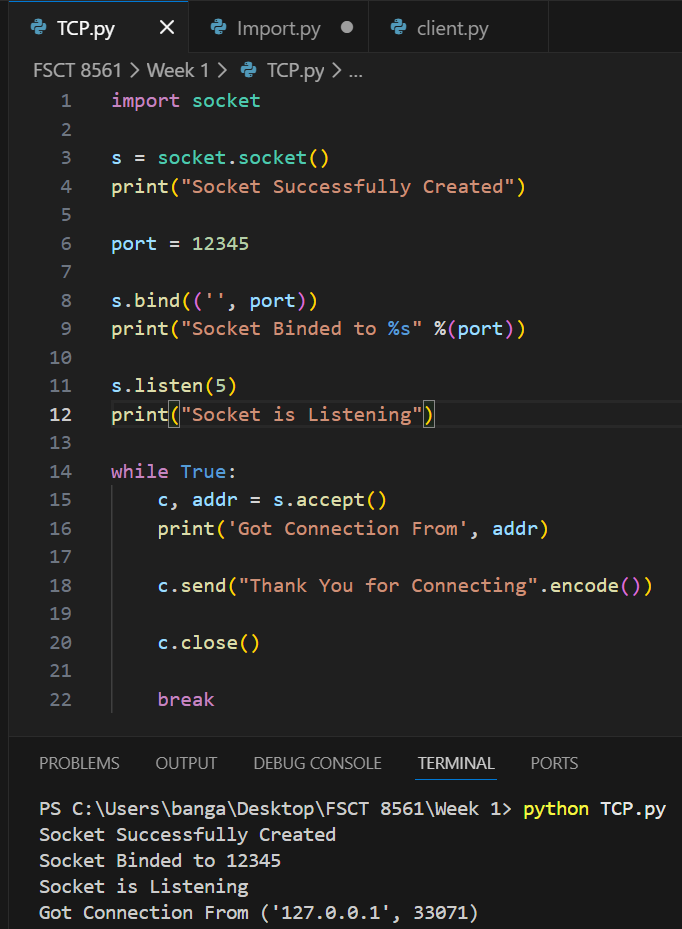 TCP.py × Import.py ● client.py
FSCT 8561 > Week 1 > TCP.py > ...
1 import socket
2
3 s = socket.socket()
4 print("Socket Successfully Created")
5
6 port = 12345
7
8 s.bind(('', port))
9 print("Socket Binded to %s" %(port))
10
11 s.listen(5)
12 print("Socket is Listening")
13
14 while True:
15     c, addr = s.accept()
16     print('Got Connection From', addr)
17
18     c.send("Thank You for Connecting".encode())
19
20     c.close()
21
22     break
PROBLEMS OUTPUT DEBUG CONSOLE TERMINAL PORTS
PS C:\Users\banga\Desktop\FSCT 8561\Week 1> python TCP.py
Socket Successfully Created
Socket Binded to 12345
Socket is Listening
Got Connection From ('127.0.0.1', 33071)